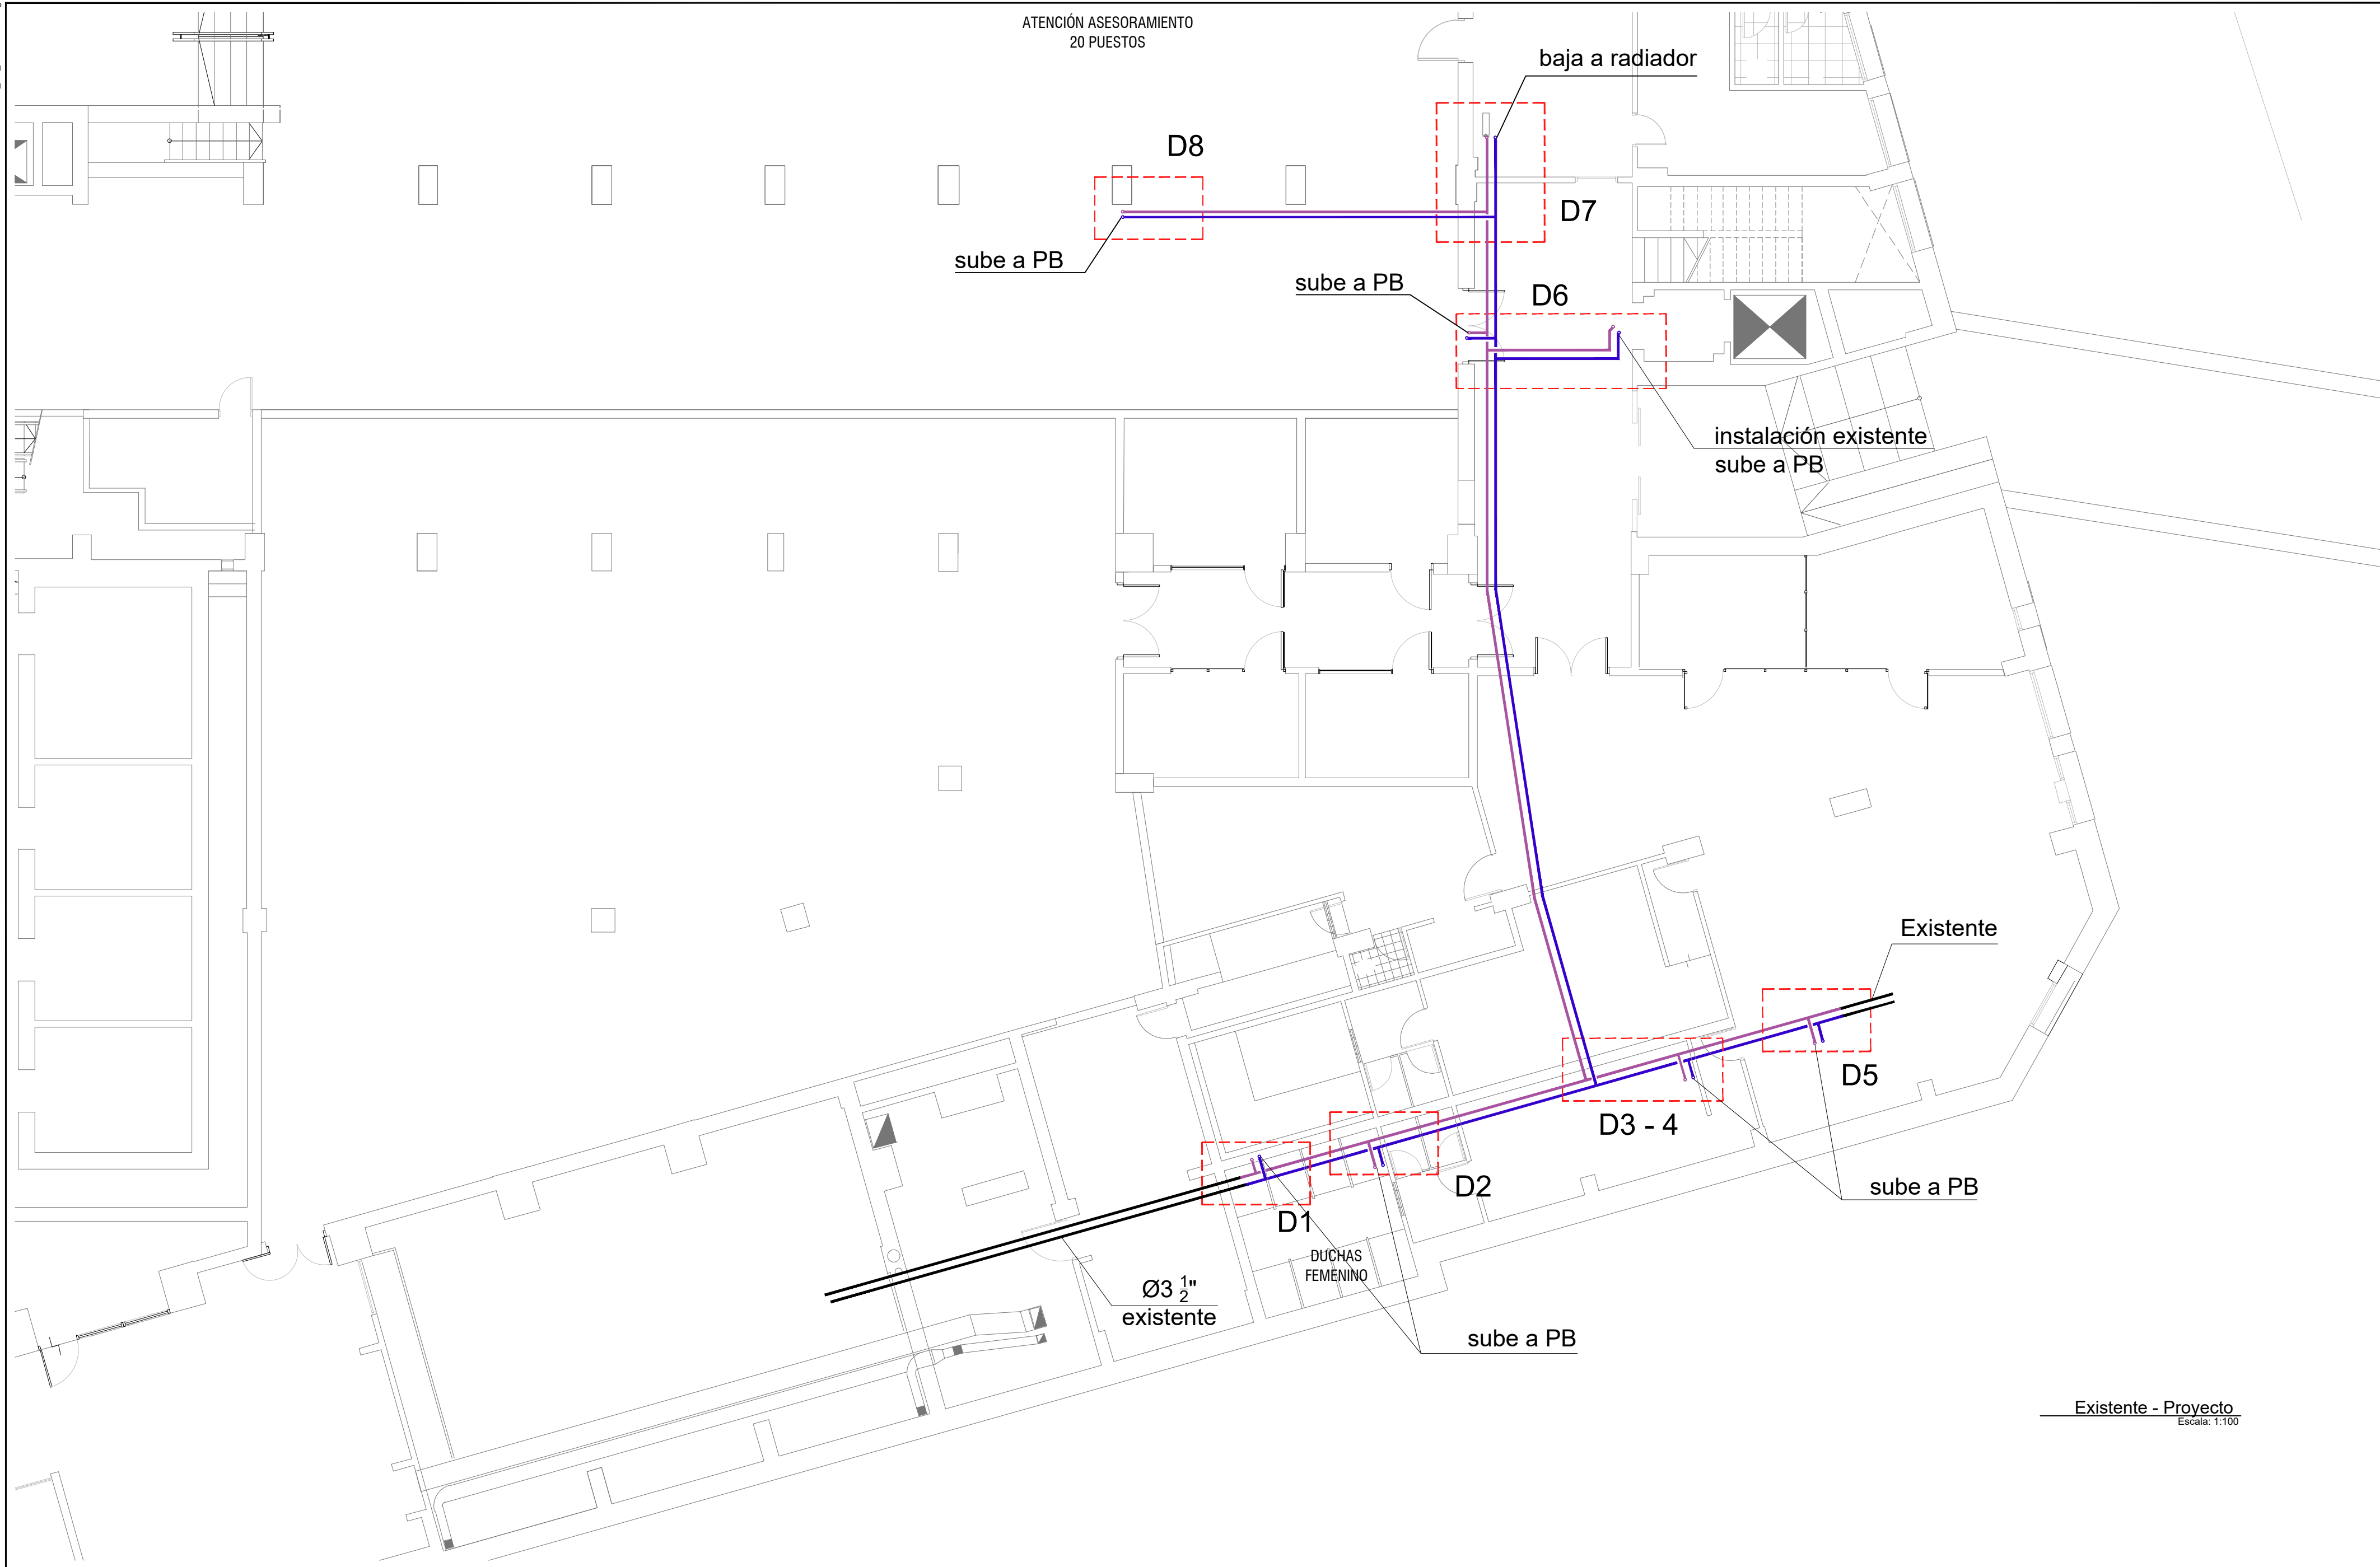 ATENCIÓN ASESORAMIENTO
20 PUESTOS
baja a radiador
D8
D7
sube a PB
sube a PB
D6
instalación existente
sube a PB
Existente
D5
D3 - 4
sube a PB
D2
D1
DUCHAS
FEMENINO
Ø3 1/2"
existente
sube a PB
Existente - Proyecto
Escala: 1:100